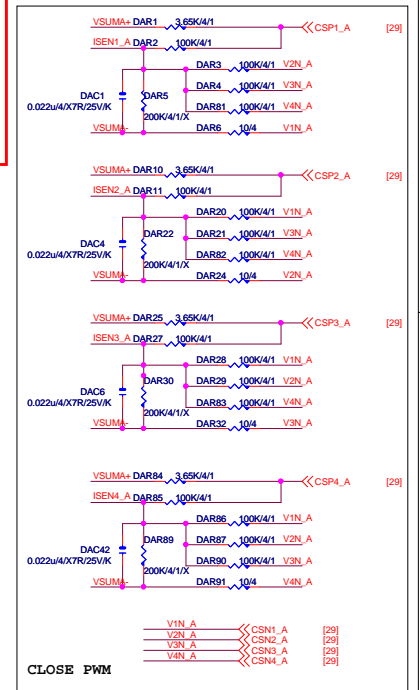 VSUMA+ DAR1 3.65K/4/1 CSP1_A [29]
ISEN1_A DAR2 100K/4/1
DAR3 100K/4/1 V2N_A
DAR4 100K/4/1 V3N_A
DAC1 DAR5 DAR81 100K/4/1 V4N_A
0.022u/4/X7R/25V/K 200K/4/1/X
VSUMA- DAR6 10/4 V1N_A
VSUMA+ DAR10 3.65K/4/1 CSP2_A [29]
ISEN2_A DAR11 100K/4/1
DAR20 100K/4/1 V1N_A
DAR22 DAR21 100K/4/1 V3N_A
DAC4 DAR82 100K/4/1 V4N_A
0.022u/4/X7R/25V/K 200K/4/1/X
VSUMA- DAR24 10/4 V2N_A
VSUMA+ DAR25 3.65K/4/1 CSP3_A [29]
ISEN3_A DAR27 100K/4/1
DAR28 100K/4/1 V1N_A
DAR30 DAR29 100K/4/1 V2N_A
DAC6 DAR83 100K/4/1 V4N_A
0.022u/4/X7R/25V/K 200K/4/1/X
VSUMA- DAR32 10/4 V3N_A
VSUMA+ DAR84 3.65K/4/1 CSP4_A [29]
ISEN4_A DAR85 100K/4/1
DAR86 100K/4/1 V1N_A
DAR89 DAR87 100K/4/1 V2N_A
DAC42 DAR90 100K/4/1 V3N_A
0.022u/4/X7R/25V/K 200K/4/1/X
VSUMA- DAR91 10/4 V4N_A
V1N_A CSN1_A [29]
V2N_A CSN2_A [29]
V3N_A CSN3_A [29]
V4N_A CSN4_A [29]
CLOSE PWM